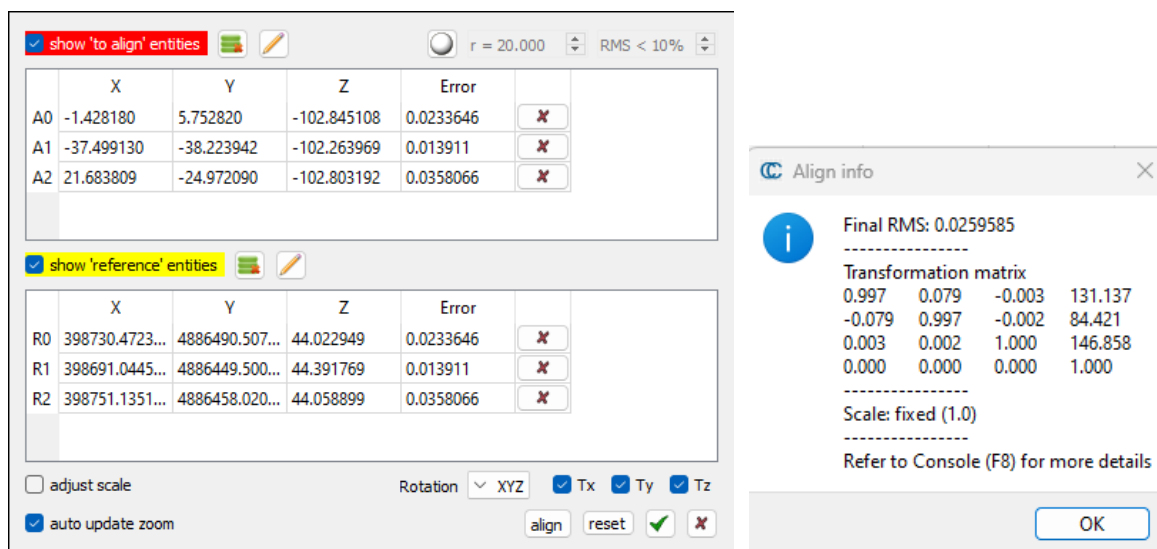 show 'to align' entities r = 20.000 RMS < 10%
X Y Z Error
A0 -1.428180 5.752820 -102.845108 0.0233646
A1 -37.499130 -38.223942 -102.263969 0.013911
A2 21.683809 -24.972090 -102.803192 0.0358066
show 'reference' entities
X Y Z Error
R0 398730.4723... 4886490.507... 44.022949 0.0233646
R1 398691.0445... 4886449.500... 44.391769 0.013911
R2 398751.1351... 4886458.020... 44.058899 0.0358066
adjust scale Rotation XYZ Tx Ty Tz
auto update zoom align reset
Align info
Final RMS: 0.0259585
----------------
Transformation matrix
0.997 0.079 -0.003 131.137
-0.079 0.997 -0.002 84.421
0.003 0.002 1.000 146.858
0.000 0.000 0.000 1.000
----------------
Scale: fixed (1.0)
----------------
Refer to Console (F8) for more details
OK